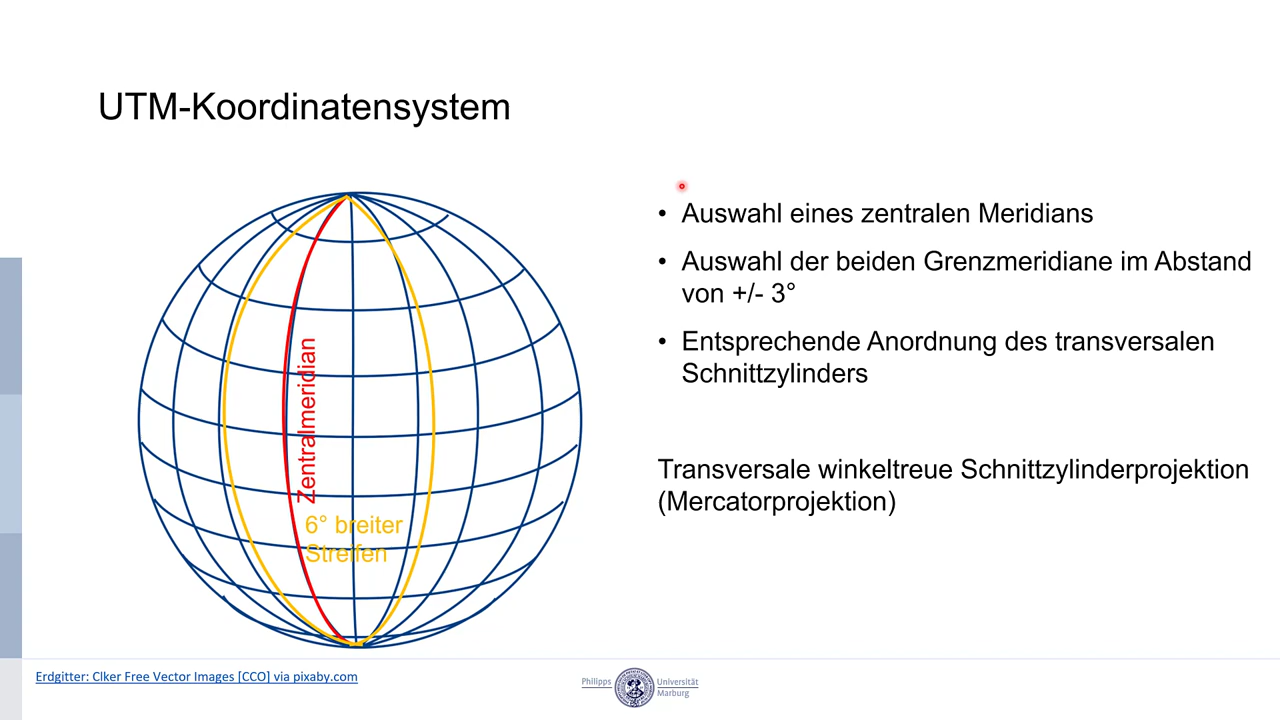 UTM-Koordinatensystem
• Auswahl eines zentralen Meridians
• Auswahl der beiden Grenzmeridiane im Abstand
von +/- 3°
• Entsprechende Anordnung des transversalen
Schnittzylinders
Transversale winkeltreue Schnittzylinderprojektion
(Mercatorprojektion)
Zentralmeridian
6° breiter
Streifen
Erdgitter: Clker Free Vector Images [CCO] via pixaby.com
Philipps Universität
Marburg